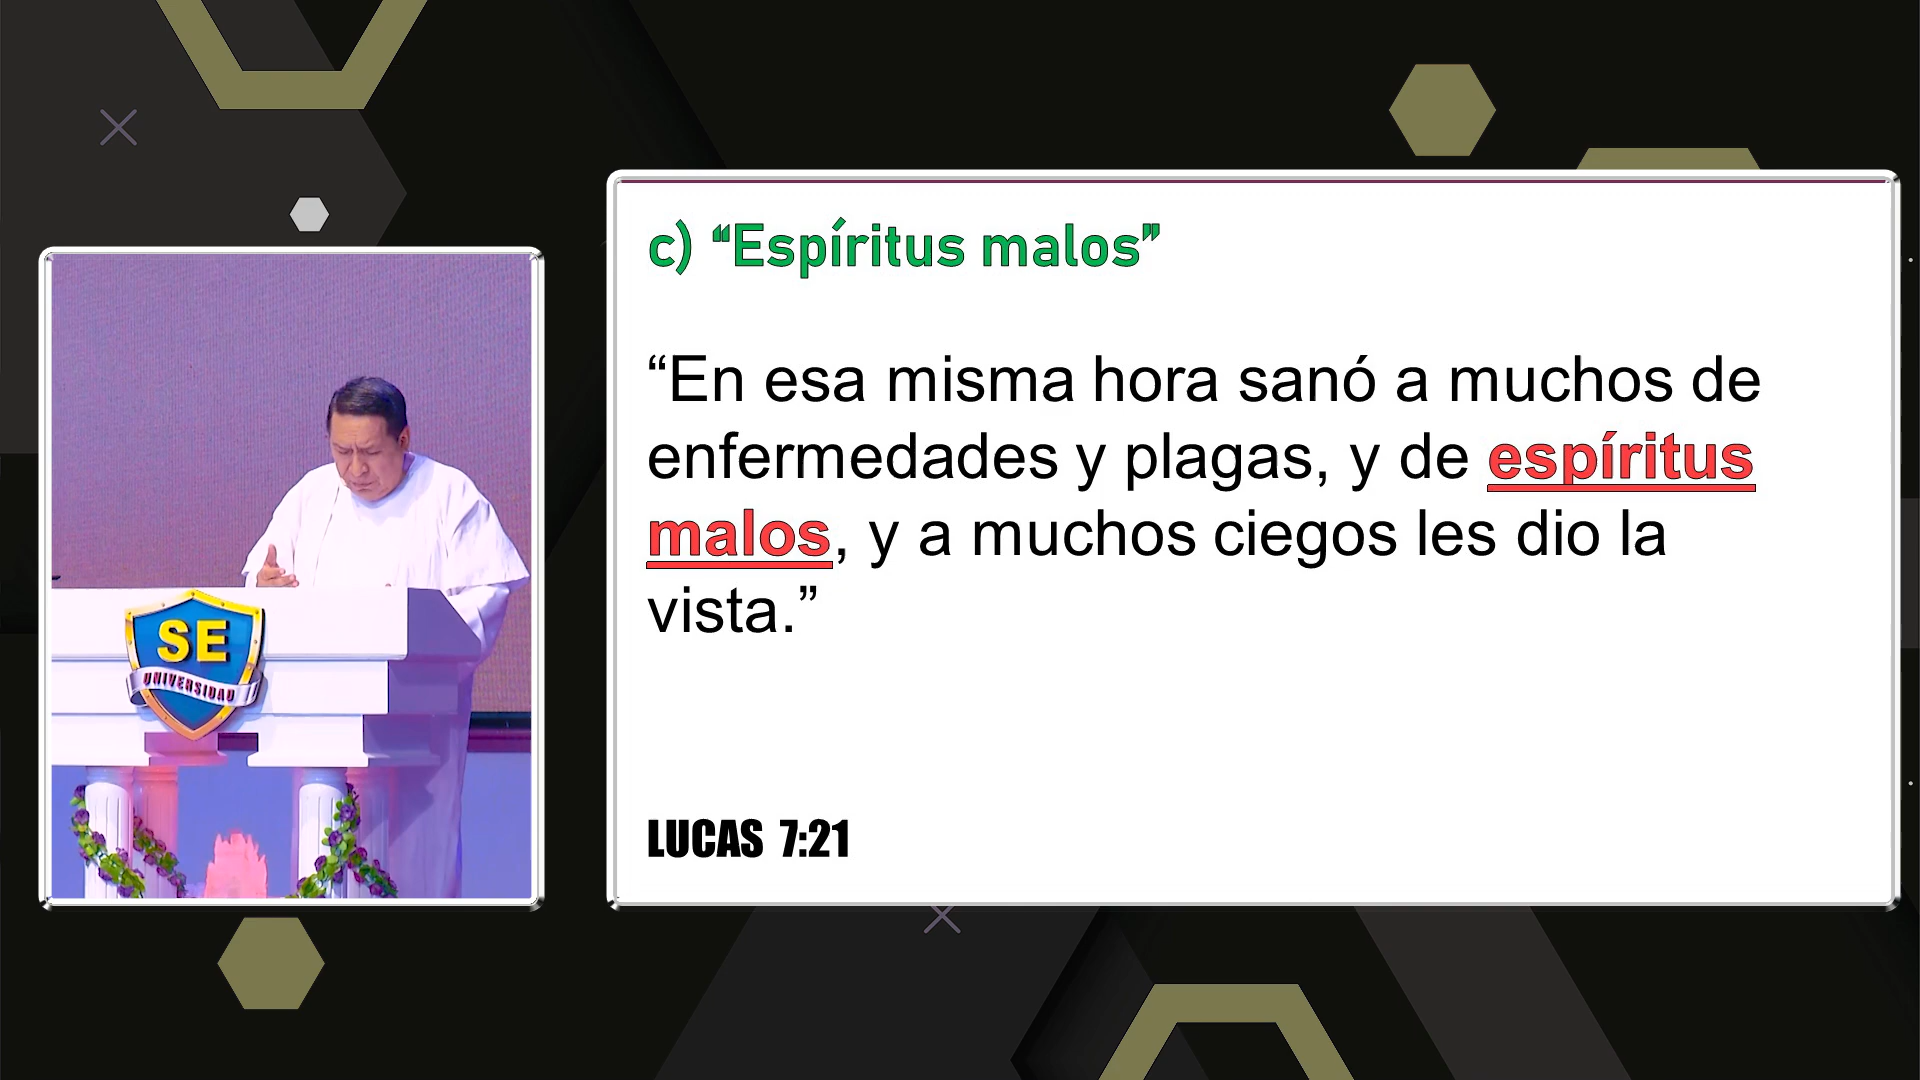 c) “Espíritus malos”
“En esa misma hora sanó a muchos de
enfermedades y plagas, y de espíritus
malos, y a muchos ciegos les dio la
vista.”
LUCAS 7:21
SE
UNIVERSIDAD